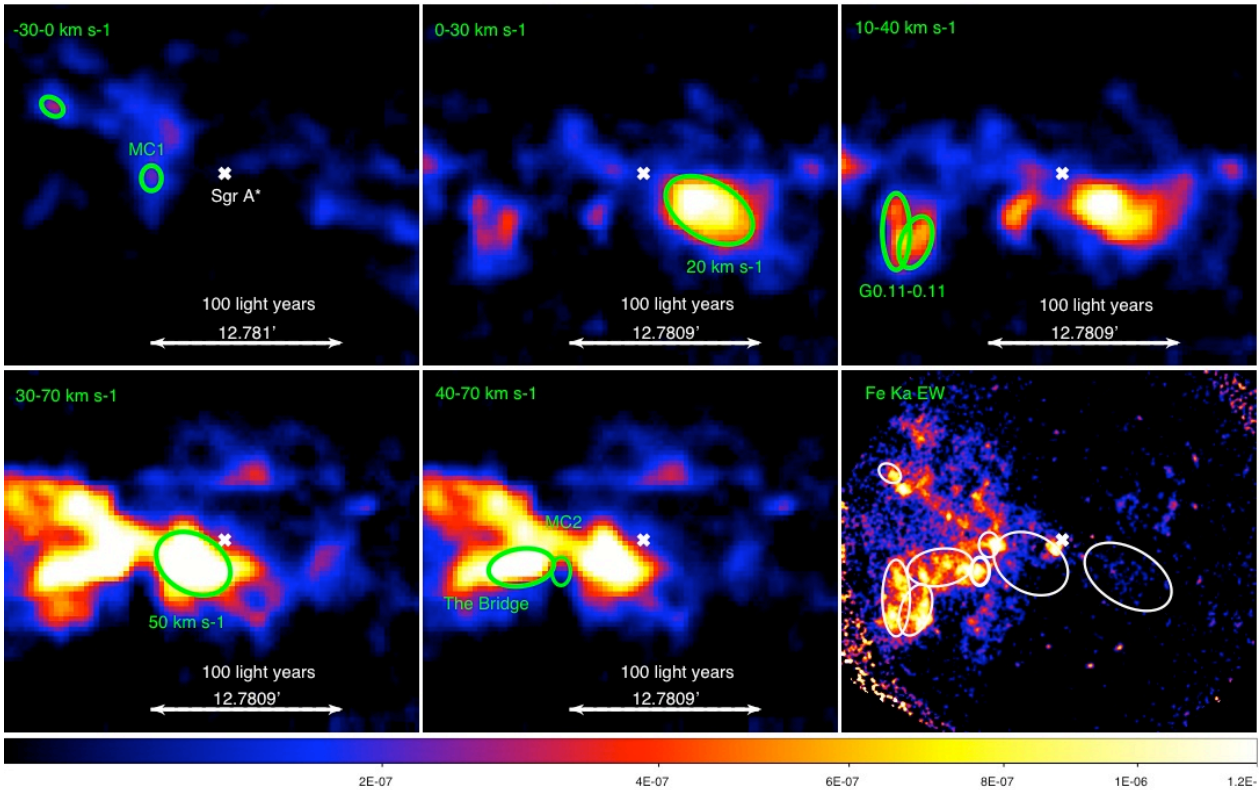 -30-0 km s-1
MC1
Sgr A*
100 light years
12.781'
0-30 km s-1
20 km s-1
100 light years
12.7809'
10-40 km s-1
G0.11-0.11
100 light years
12.7809'
30-70 km s-1
50 km s-1
100 light years
12.7809'
40-70 km s-1
MC2
The Bridge
100 light years
12.7809'
Fe Ka EW
2E-07 4E-07 6E-07 8E-07 1E-06 1.2E-